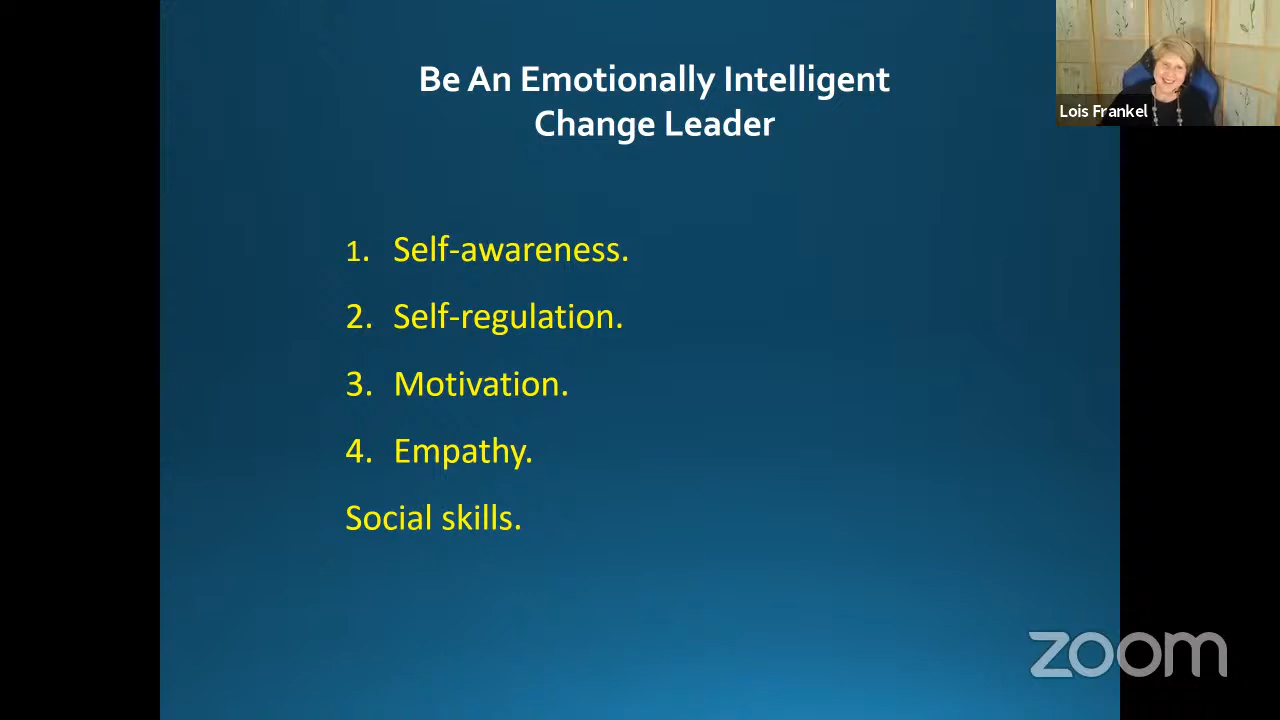 Be An Emotionally Intelligent
Change Leader
Lois Frankel
1. Self-awareness.
2. Self-regulation.
3. Motivation.
4. Empathy.
Social skills.
zoom